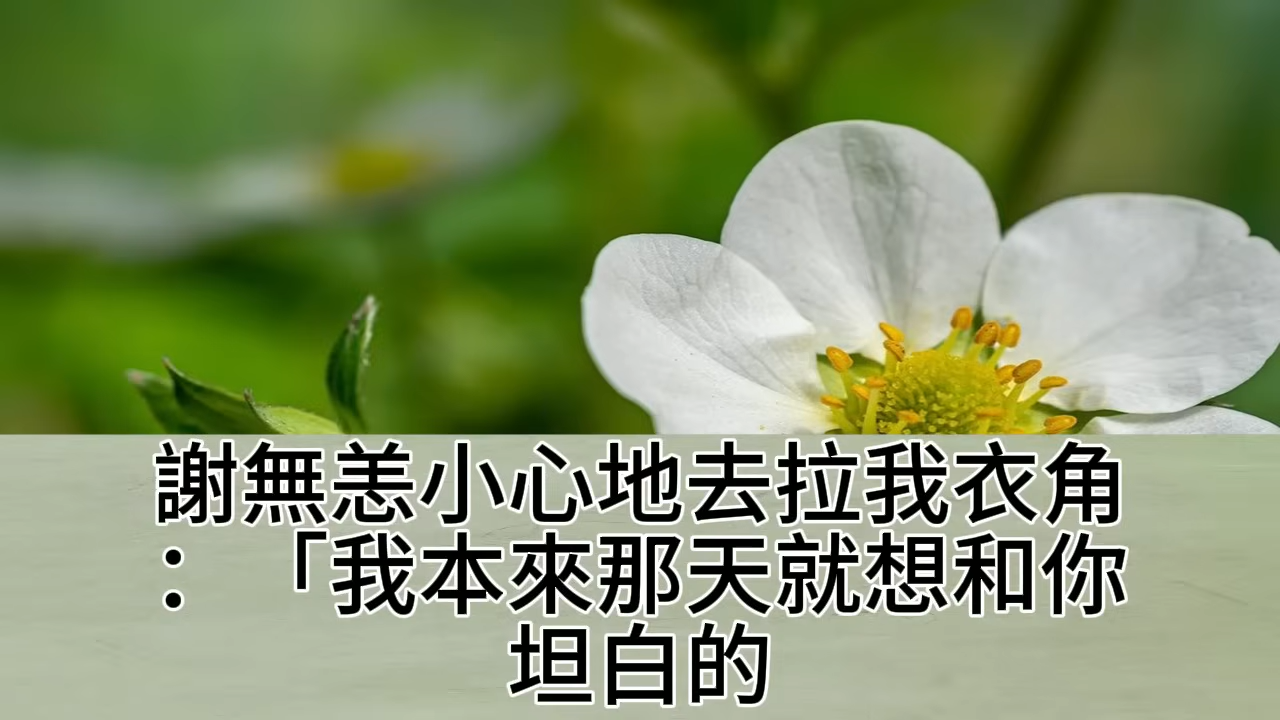 謝無恙小心地去拉我衣角
：「我本來那天就想和你
坦白的